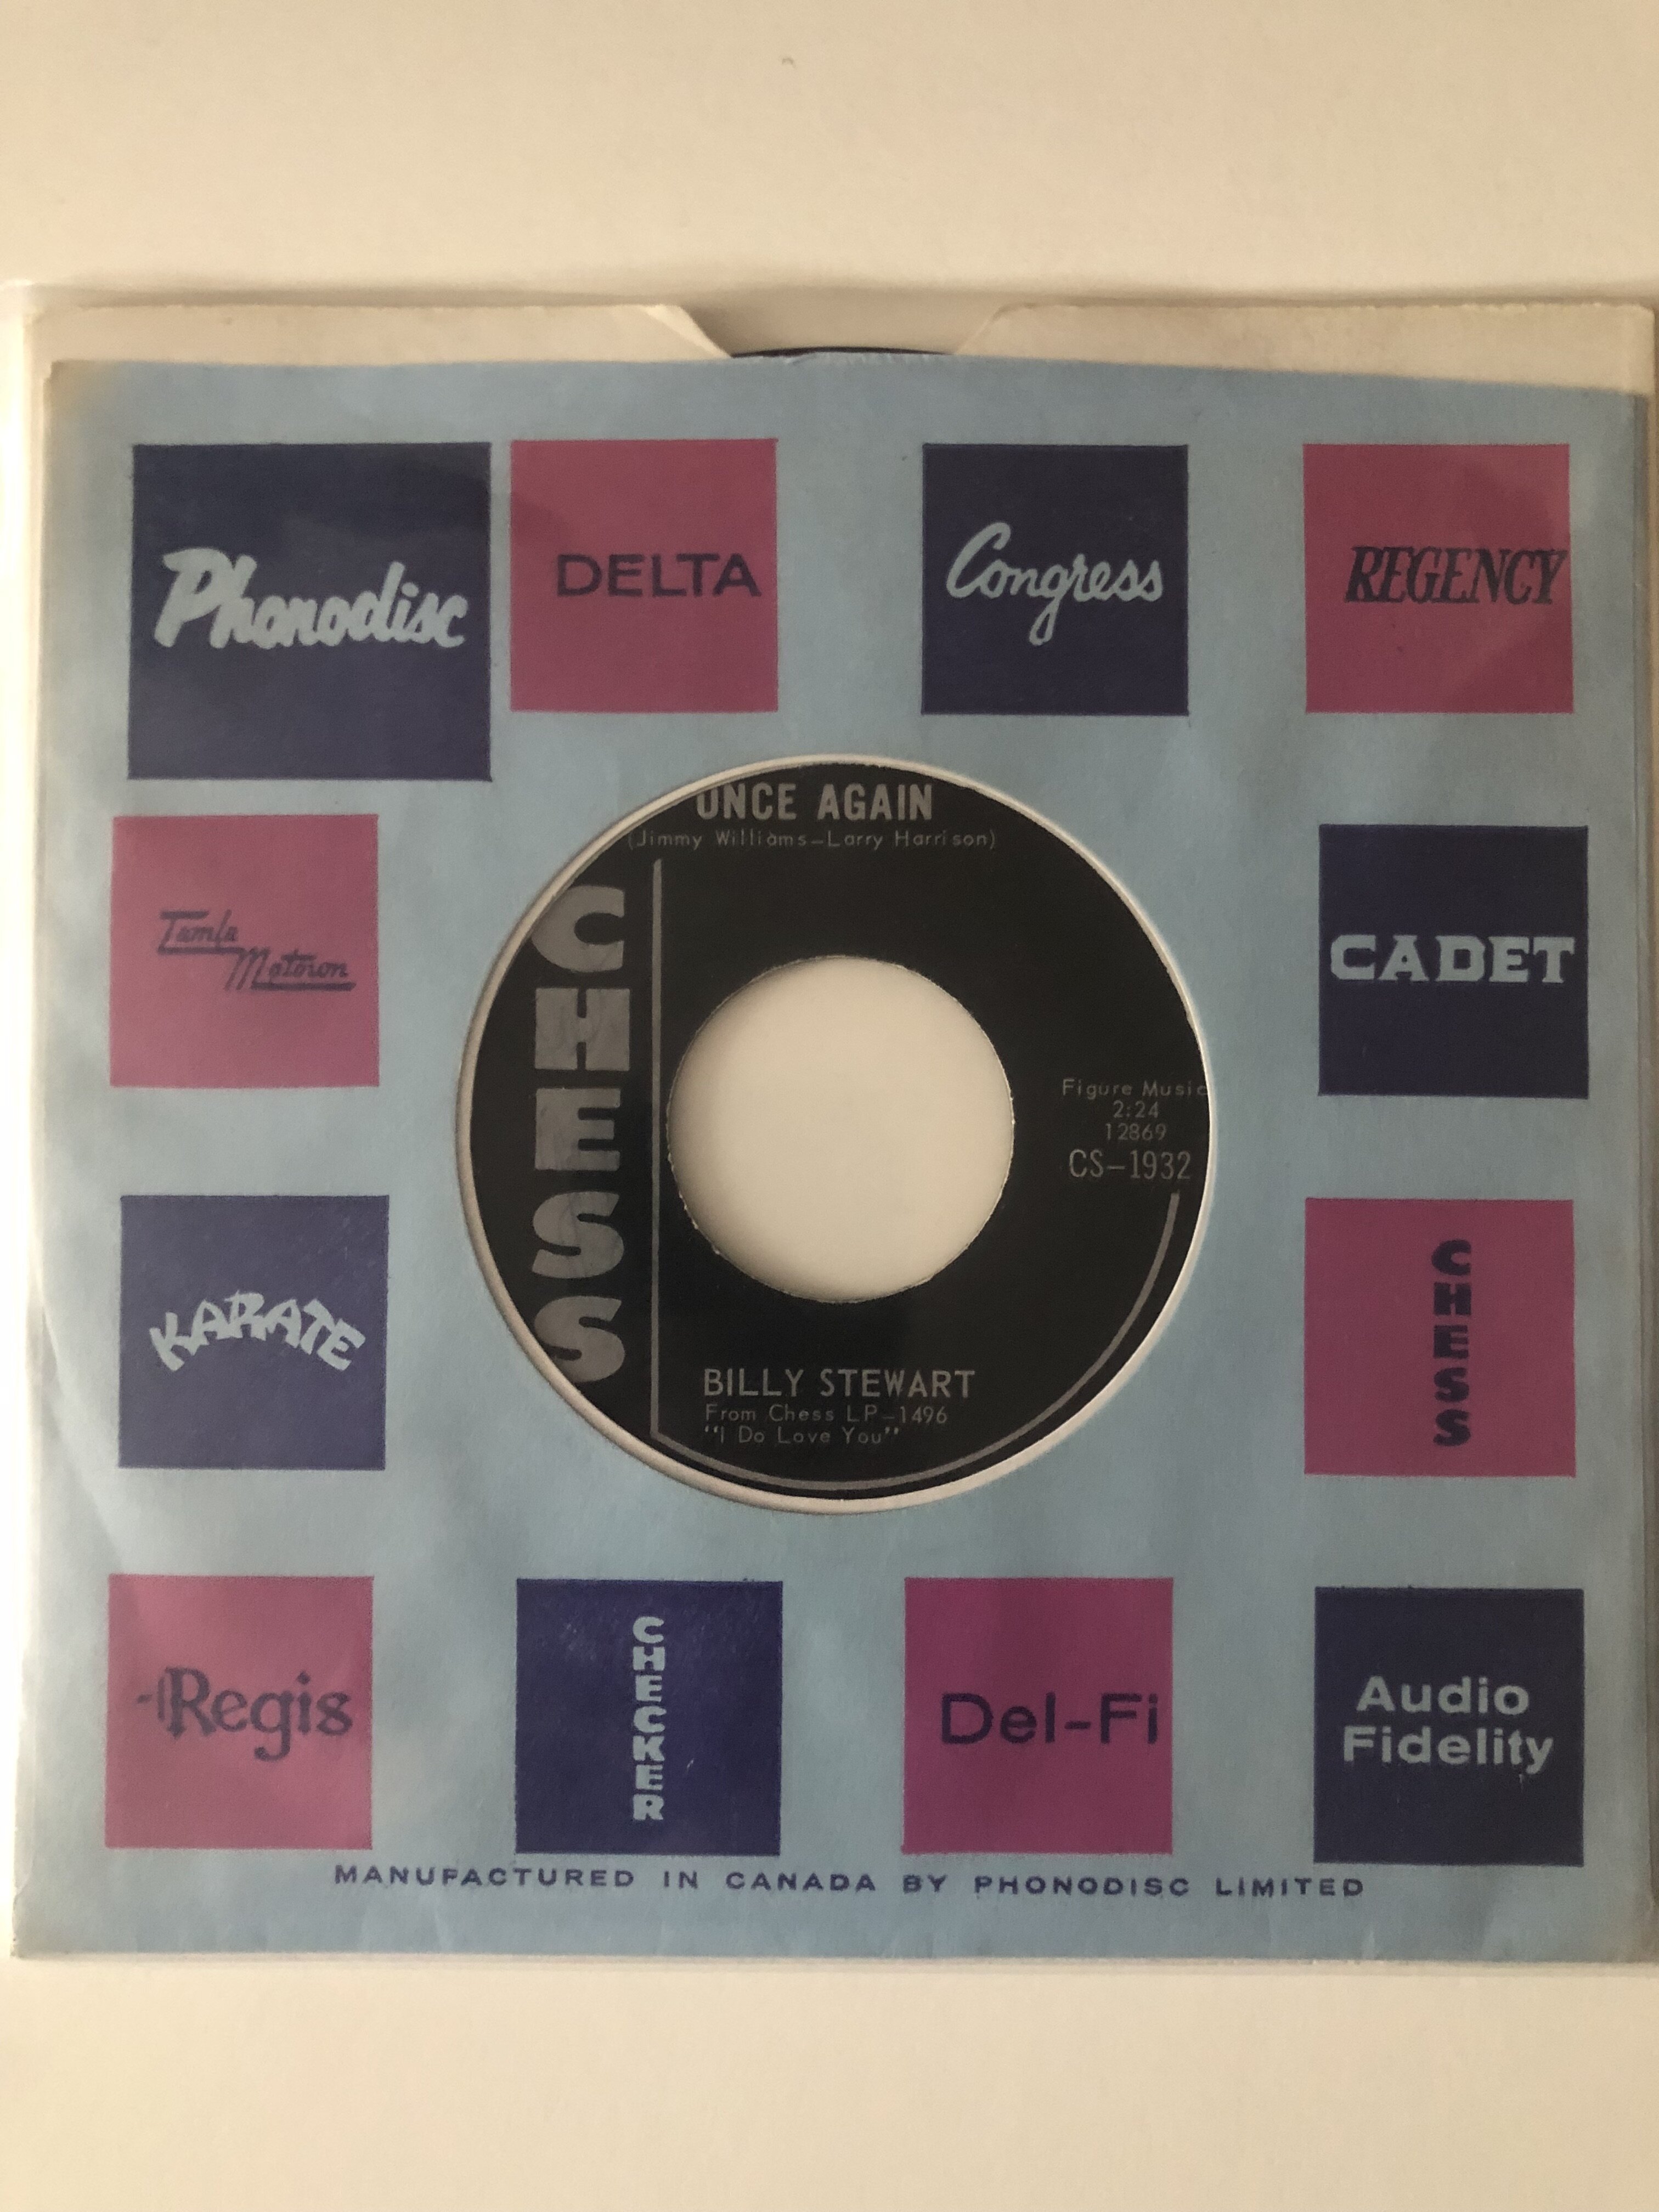 Phonodisc
DELTA
Congress
REGENCY
Tamla
Motown
CADET
KARATE
CHESS
Regis
CHECKER
Del-Fi
Audio
Fidelity
MANUFACTURED IN CANADA BY PHONODISC LIMITED
ONCE AGAIN
(Jimmy Williams-Larry Harrison)
CHESS
Figure Music
2:24
12869
CS-1932
BILLY STEWART
From Chess LP-1496
"I Do Love You"